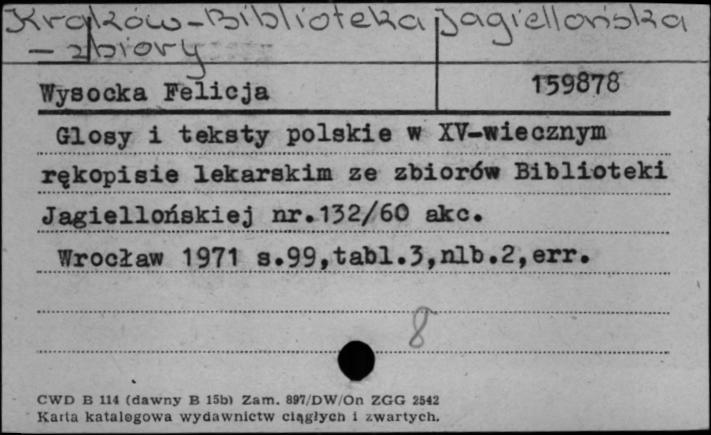 Kraków-Biblioteka Jagiellońska
- zbiory
Wysocka Felicja
159878
Glosy i teksty polskie w XV-wiecznym
rękopisie lekarskim ze zbiorów Biblioteki
Jagiellońskiej nr.132/60 akc.
Wrocław 1971 s.99,tabl.3,nlb.2,err.
8
CWD B 114 (dawny B 15b) Zam. 897/DW/On ZGG 2542
Karta katalogowa wydawnictw ciągłych i zwartych.